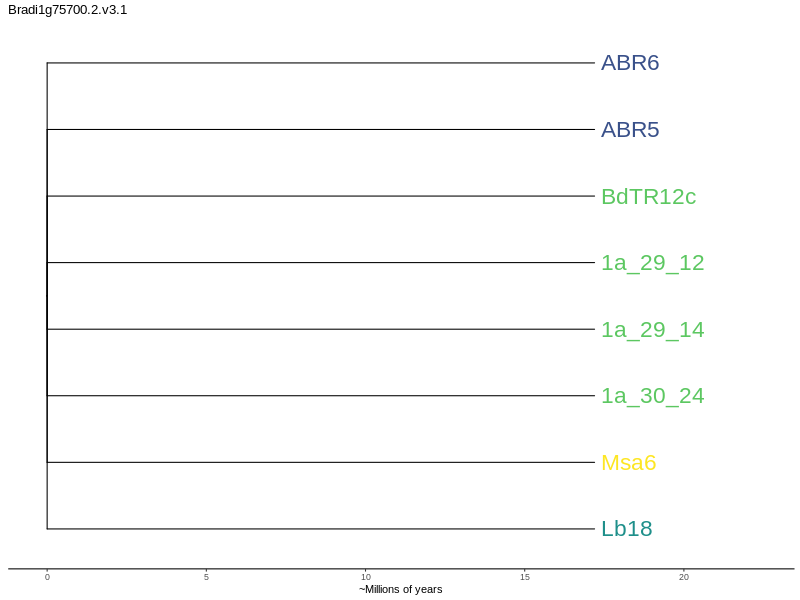 Bradi1g75700.2.v3.1
ABR6
ABR5
BdTR12c
1a_29_12
1a_29_14
1a_30_24
Msa6
Lb18
0 5 10 15 20
~Millions of years